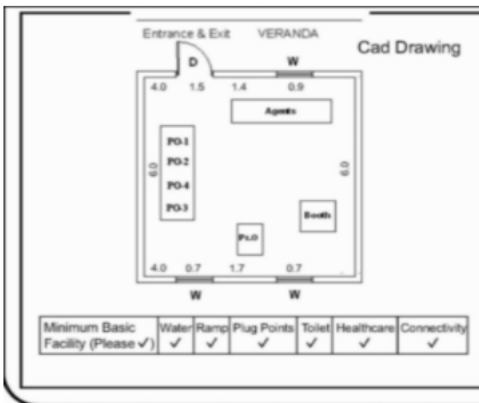 Entrance & Exit VERANDA
Cad Drawing
D W
4.0 1.5 1.4 0.9
Agents
PO-1
PO-2
6.0 6.0
PO-4
PO-3
Booth
Pr.O
4.0 0.7 1.7 0.7
W W
Minimum Basic Facility (Please ✓) Water Ramp Plug Points Toilet Healthcare Connectivity
✓ ✓ ✓ ✓ ✓ ✓